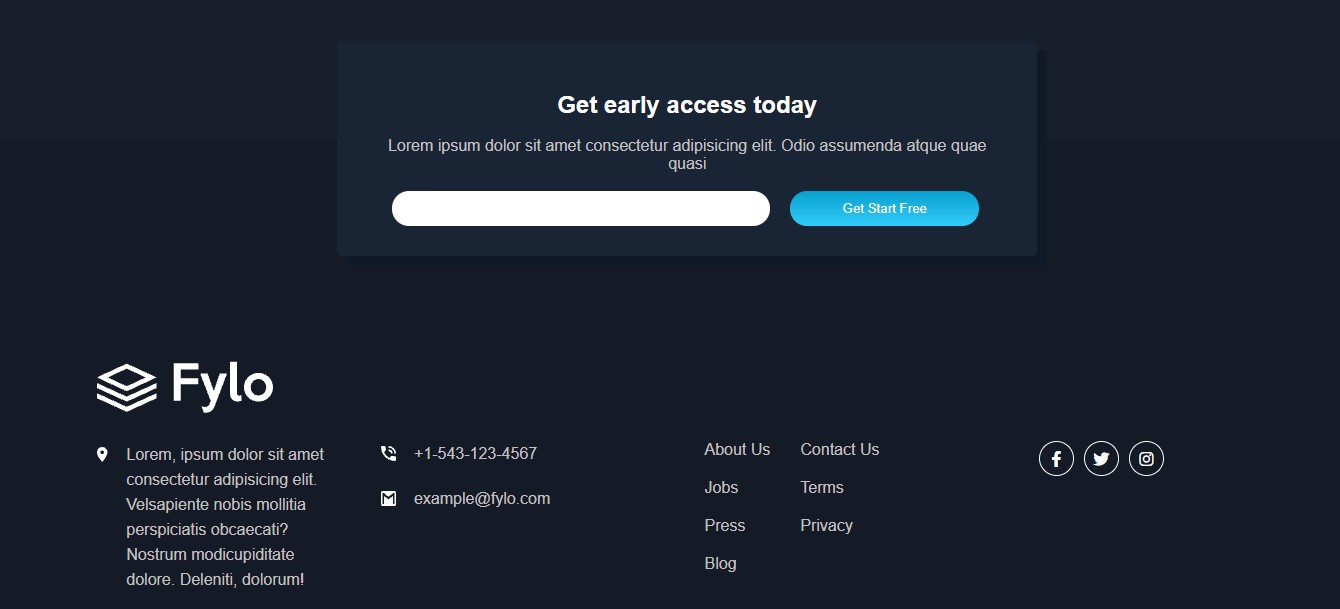 Get early access today
Lorem ipsum dolor sit amet consectetur adipisicing elit. Odio assumenda atque quae
quasi
Get Start Free
Fylo
Lorem, ipsum dolor sit amet
consectetur adipisicing elit.
Velsapiente nobis mollitia
perspiciatis obcaecati?
Nostrum modicupiditate
dolore. Deleniti, dolorum!
+1-543-123-4567
example@fylo.com
About Us
Jobs
Press
Blog
Contact Us
Terms
Privacy